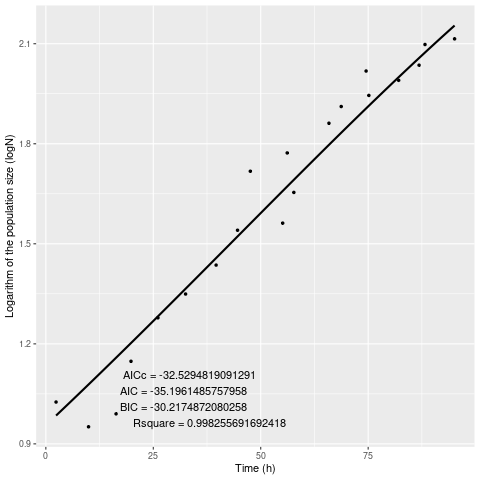 2.1
1.8
1.5
1.2
0.9
Logarithm of the population size (logN)
AICc = -32.5294819091291
AIC = -35.1961485757958
BIC = -30.2174872080258
Rsquare = 0.998255691692418
0 25 50 75
Time (h)